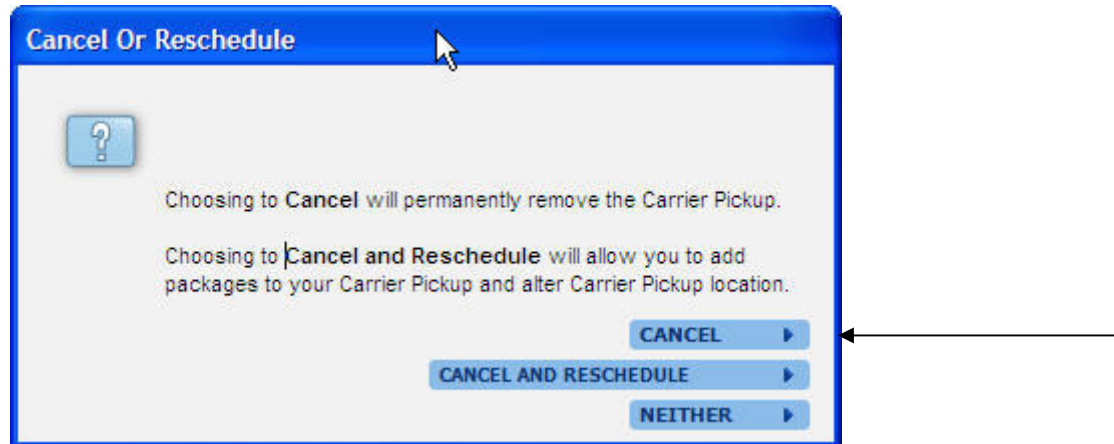 Cancel Or Reschedule
?
Choosing to Cancel will permanently remove the Carrier Pickup.
Choosing to Cancel and Reschedule will allow you to add
packages to your Carrier Pickup and alter Carrier Pickup location.
CANCEL
CANCEL AND RESCHEDULE
NEITHER